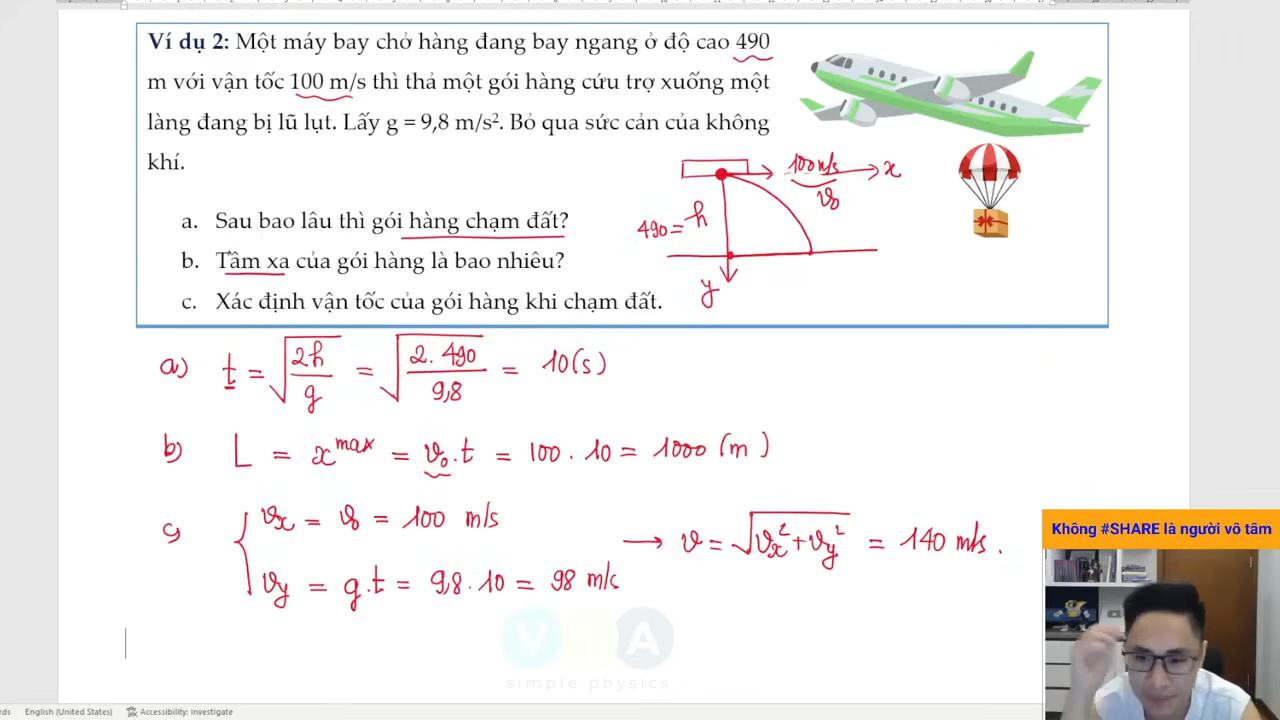 Ví dụ 2: Một máy bay chở hàng đang bay ngang ở độ cao 490
m với vận tốc 100 m/s thì thả một gói hàng cứu trợ xuống một
làng đang bị lũ lụt. Lấy g = 9,8 m/s². Bỏ qua sức cản của không
khí.
100 m/s x
v₀
490 = h
y
a. Sau bao lâu thì gói hàng chạm đất?
b. Tầm xa của gói hàng là bao nhiêu?
c. Xác định vận tốc của gói hàng khi chạm đất.
a) t = √(2h/g) = √(2.490/9,8) = 10(s)
b) L = x max = v₀.t = 100.10 = 1000 (m)
c) { vx = v₀ = 100 m/s
vy = g.t = 9,8.10 = 98 m/s
→ v = √(vx² + vy²) = 140 m/s.
Không #SHARE là người vô tâm
V A
simple physics
rds English (United States) Accessibility: Investigate